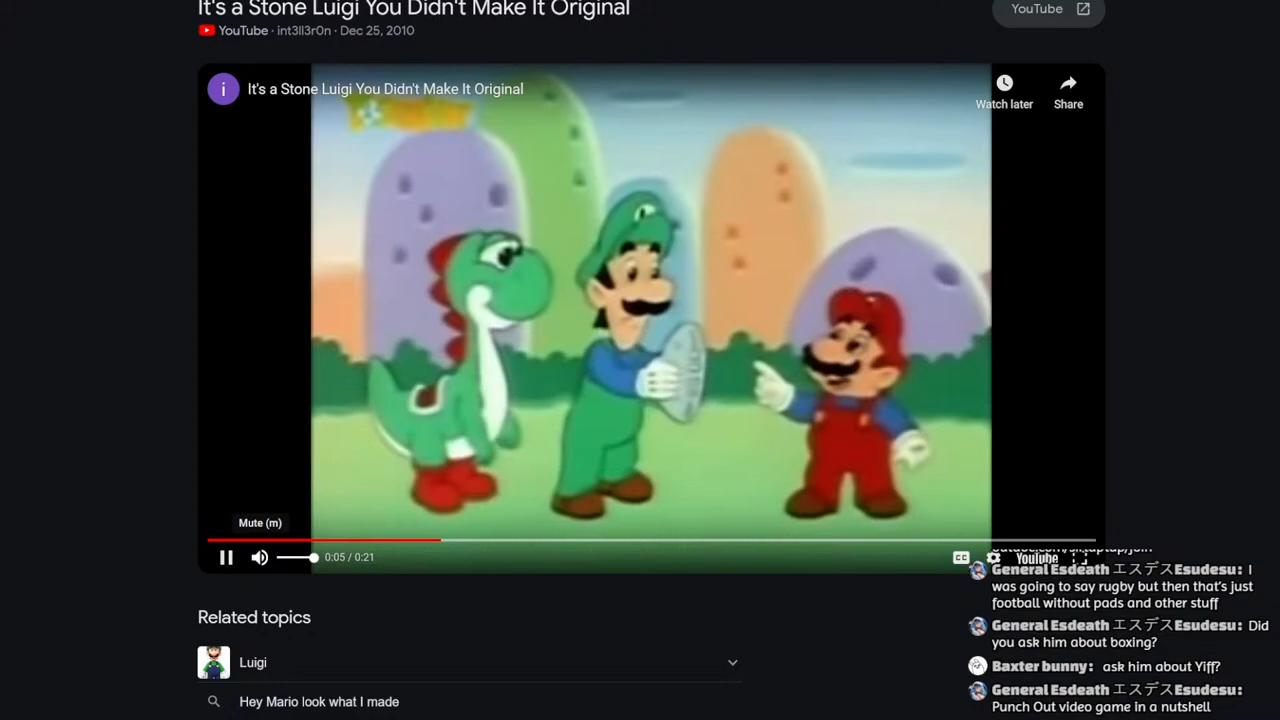 It's a Stone Luigi You Didn't Make It Original
YouTube
YouTube · int3ll3r0n · Dec 25, 2010
i
It's a Stone Luigi You Didn't Make It Original
Watch later
Share
Mute (m)
0:05 / 0:21
CC
YouTube
General Esdeath エスデスEsudesu: I
was going to say rugby but then that's just
football without pads and other stuff
General Esdeath エスデスEsudesu: Did
you ask him about boxing?
Baxter bunny: ask him about Yiff?
General Esdeath エスデスEsudesu:
Punch Out video game in a nutshell
Related topics
Luigi
Hey Mario look what I made